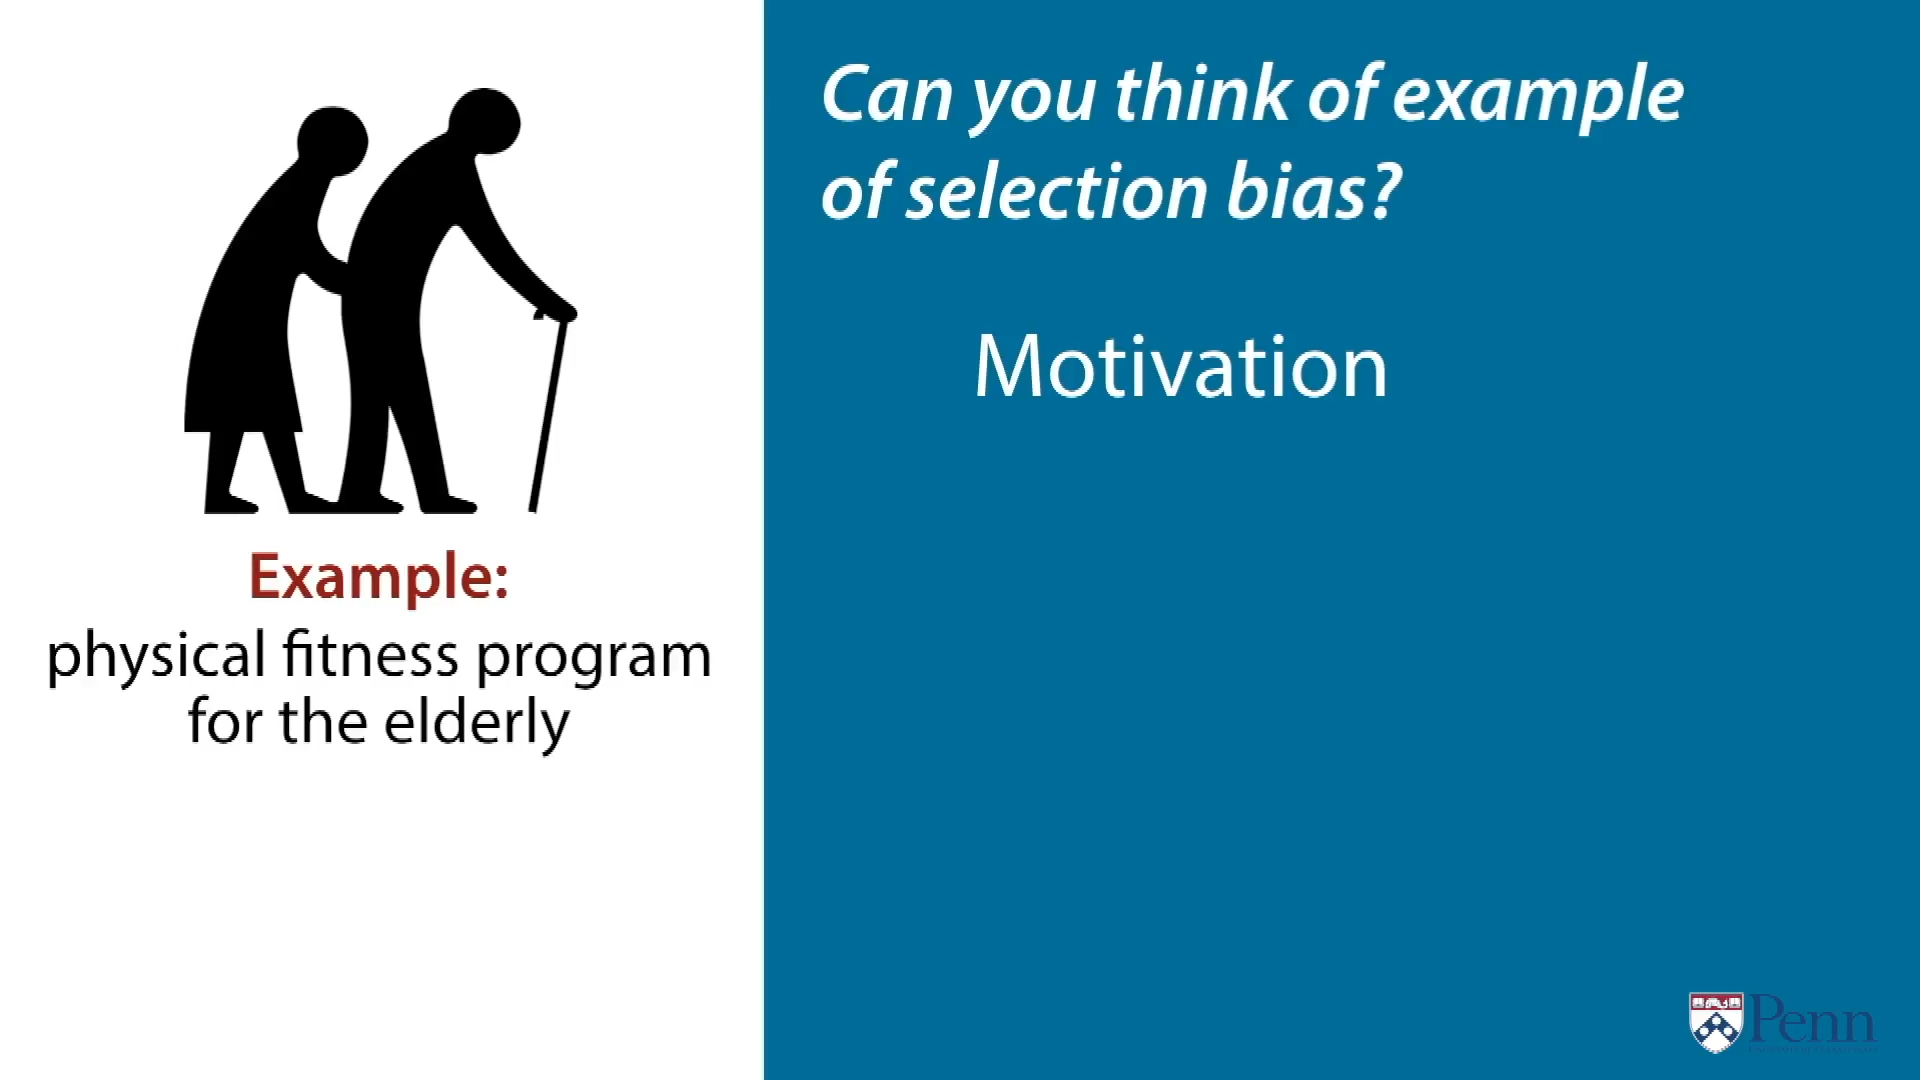 Can you think of example
of selection bias?
Motivation
Example:
physical fitness program
for the elderly
Penn